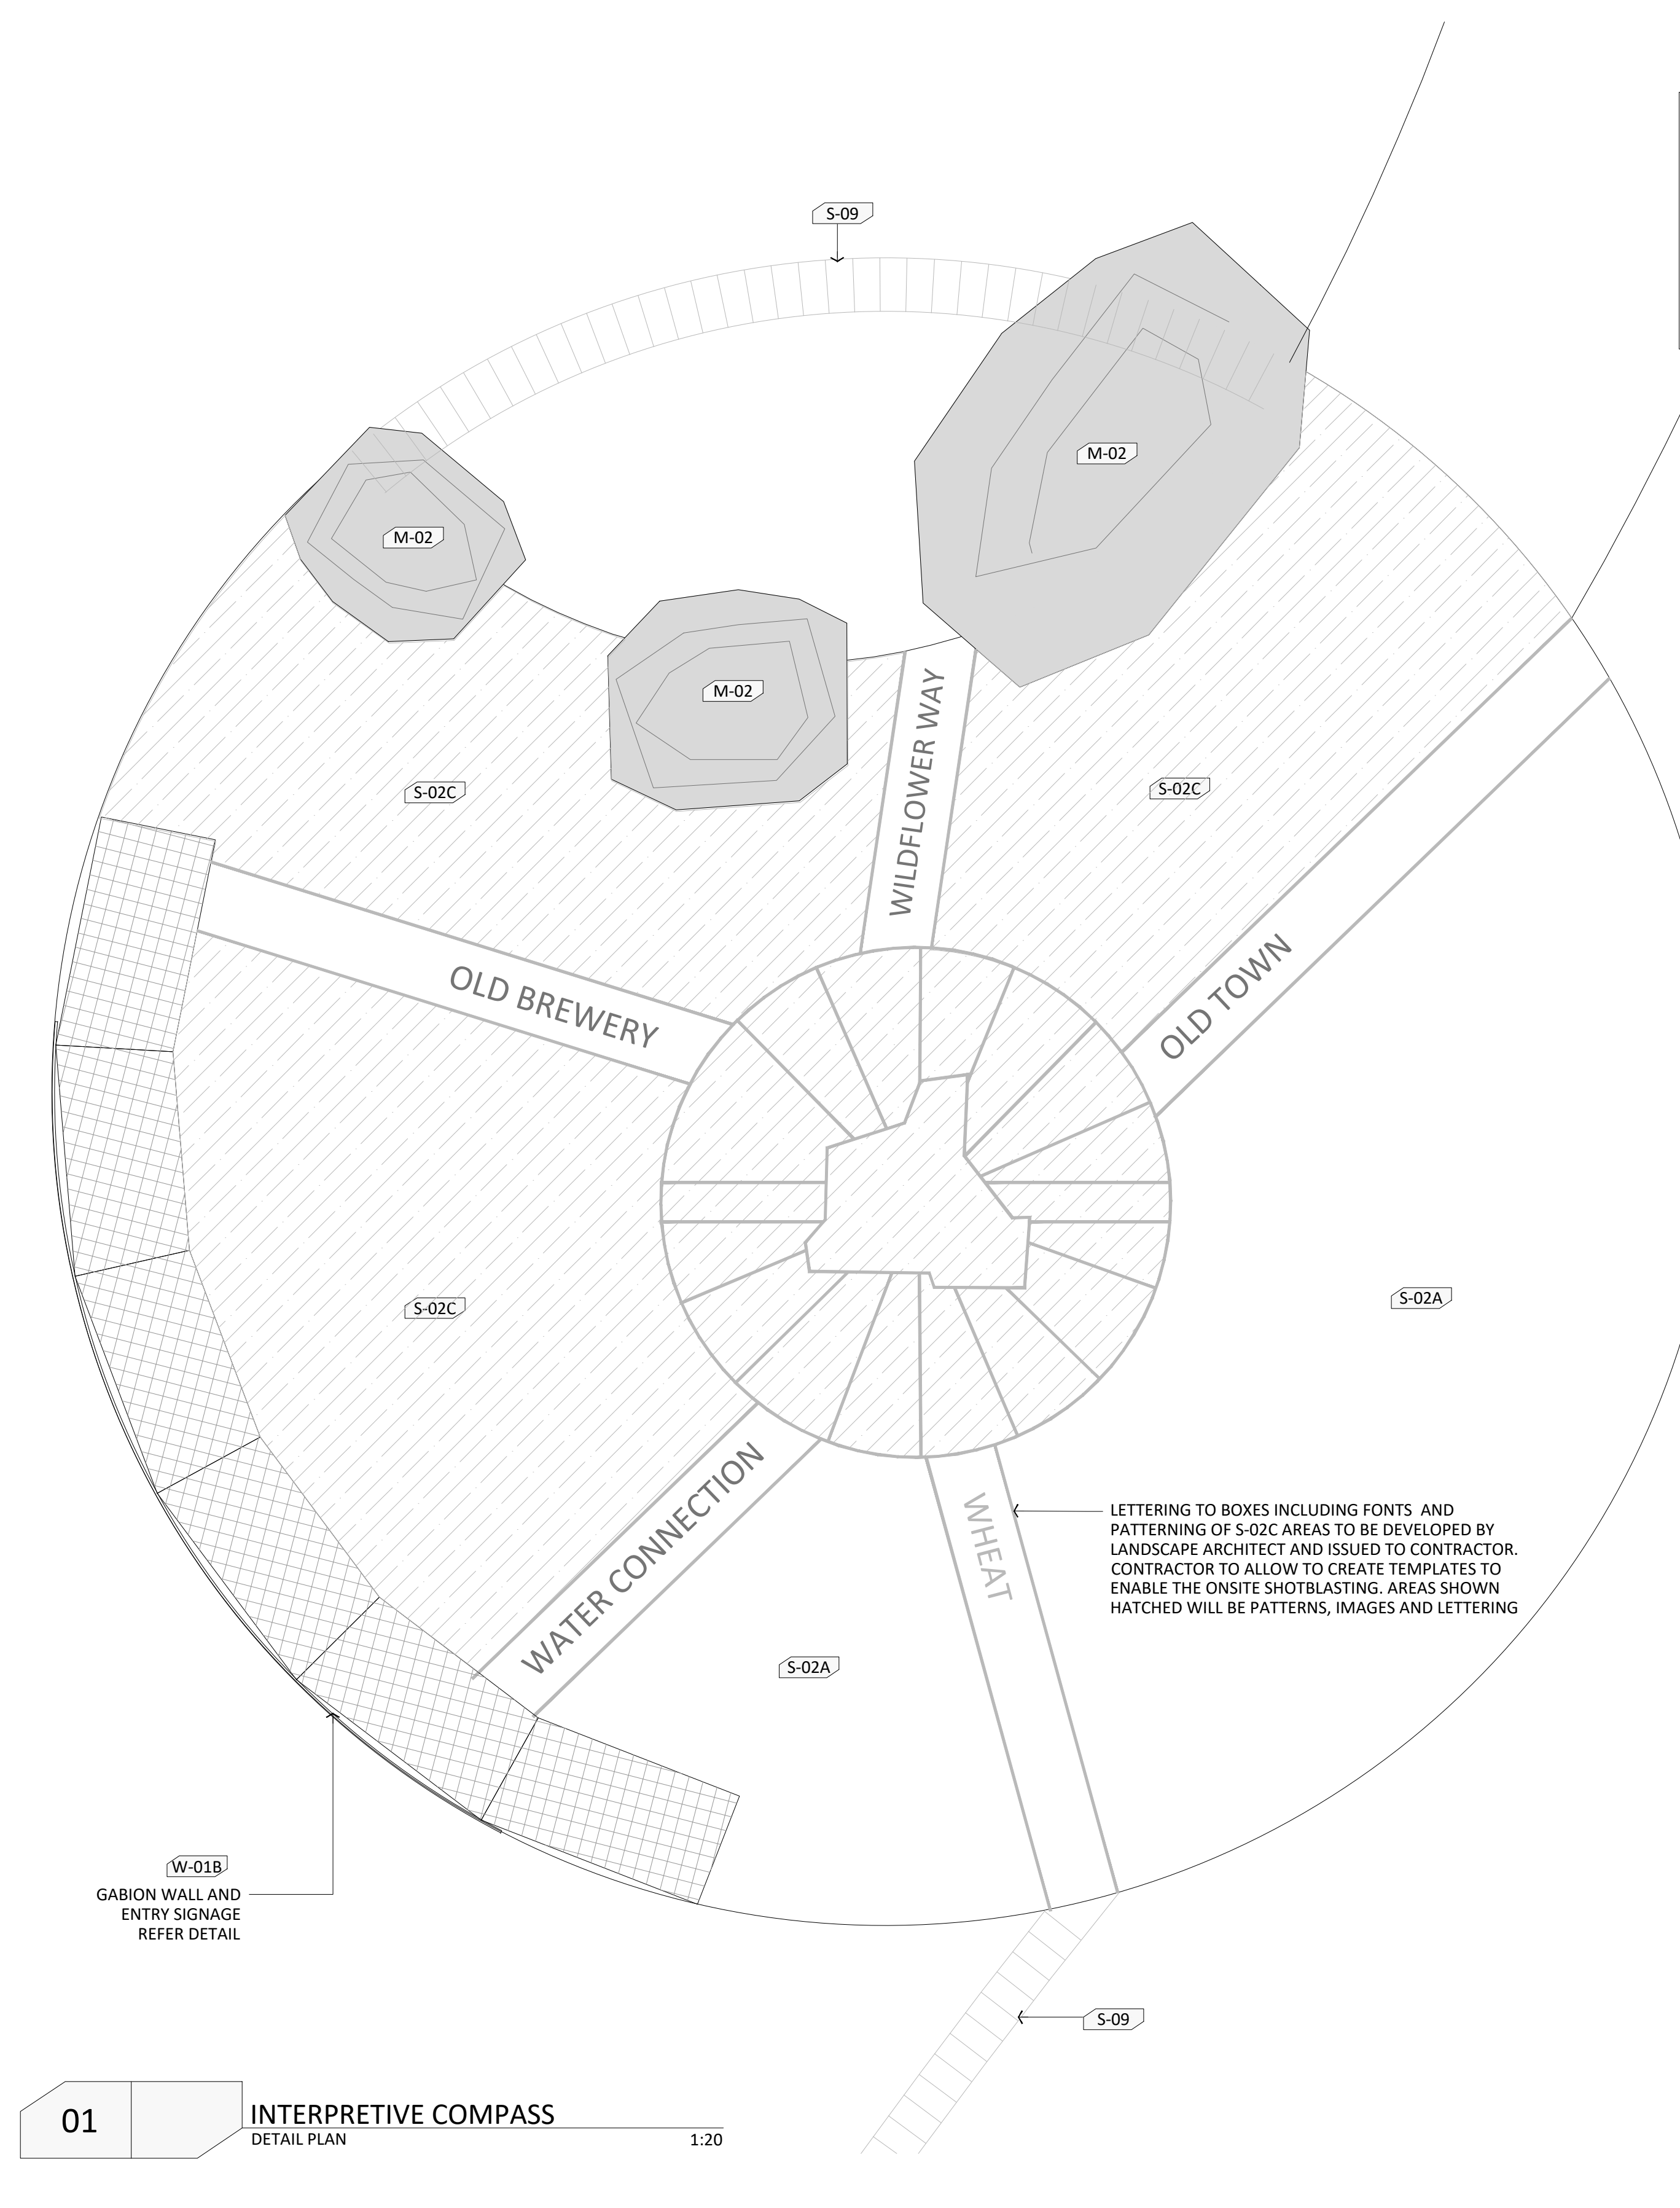 S-09
M-02
M-02
M-02
WILDFLOWER WAY
S-02C
S-02C
OLD BREWERY
OLD TOWN
S-02C
S-02A
WATER CONNECTION
WHEAT
LETTERING TO BOXES INCLUDING FONTS AND
PATTERNING OF S-02C AREAS TO BE DEVELOPED BY
LANDSCAPE ARCHITECT AND ISSUED TO CONTRACTOR.
CONTRACTOR TO ALLOW TO CREATE TEMPLATES TO
ENABLE THE ONSITE SHOTBLASTING. AREAS SHOWN
HATCHED WILL BE PATTERNS, IMAGES AND LETTERING
S-02A
W-01B
GABION WALL AND
ENTRY SIGNAGE
REFER DETAIL
S-09
01
INTERPRETIVE COMPASS
DETAIL PLAN 1:20